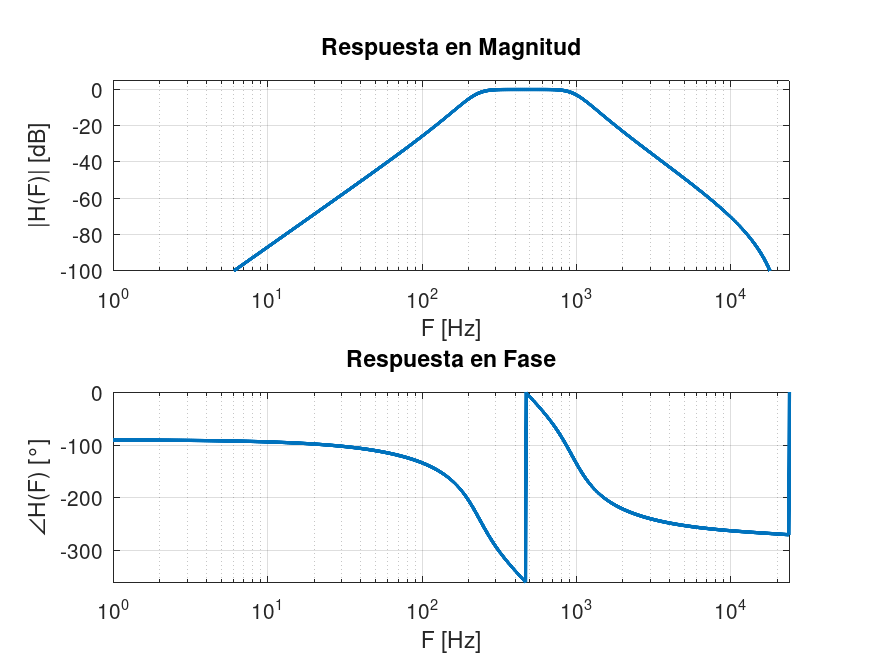 Respuesta en Magnitud
|H(F)| [dB]
0
-20
-40
-60
-80
-100
10^0 10^1 10^2 10^3 10^4
F [Hz]
Respuesta en Fase
∠H(F) [°]
0
-100
-200
-300
10^0 10^1 10^2 10^3 10^4
F [Hz]